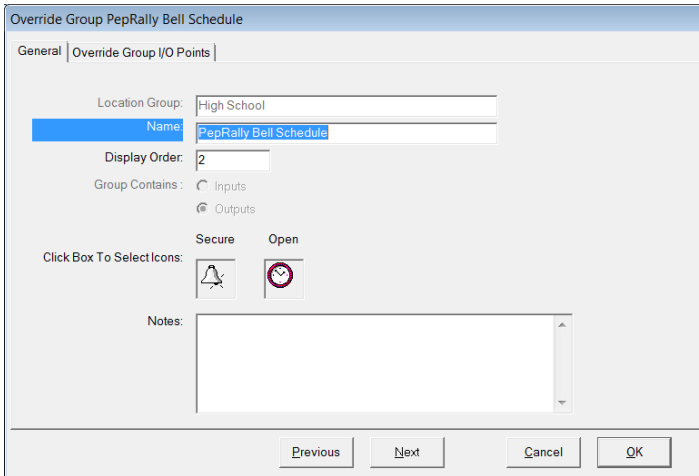 Override Group PepRally Bell Schedule
General Override Group I/O Points
Location Group: High School
Name: PepRally Bell Schedule
Display Order: 2
Group Contains : Inputs
Outputs
Secure Open
Click Box To Select Icons:
Notes:
Previous Next Cancel OK